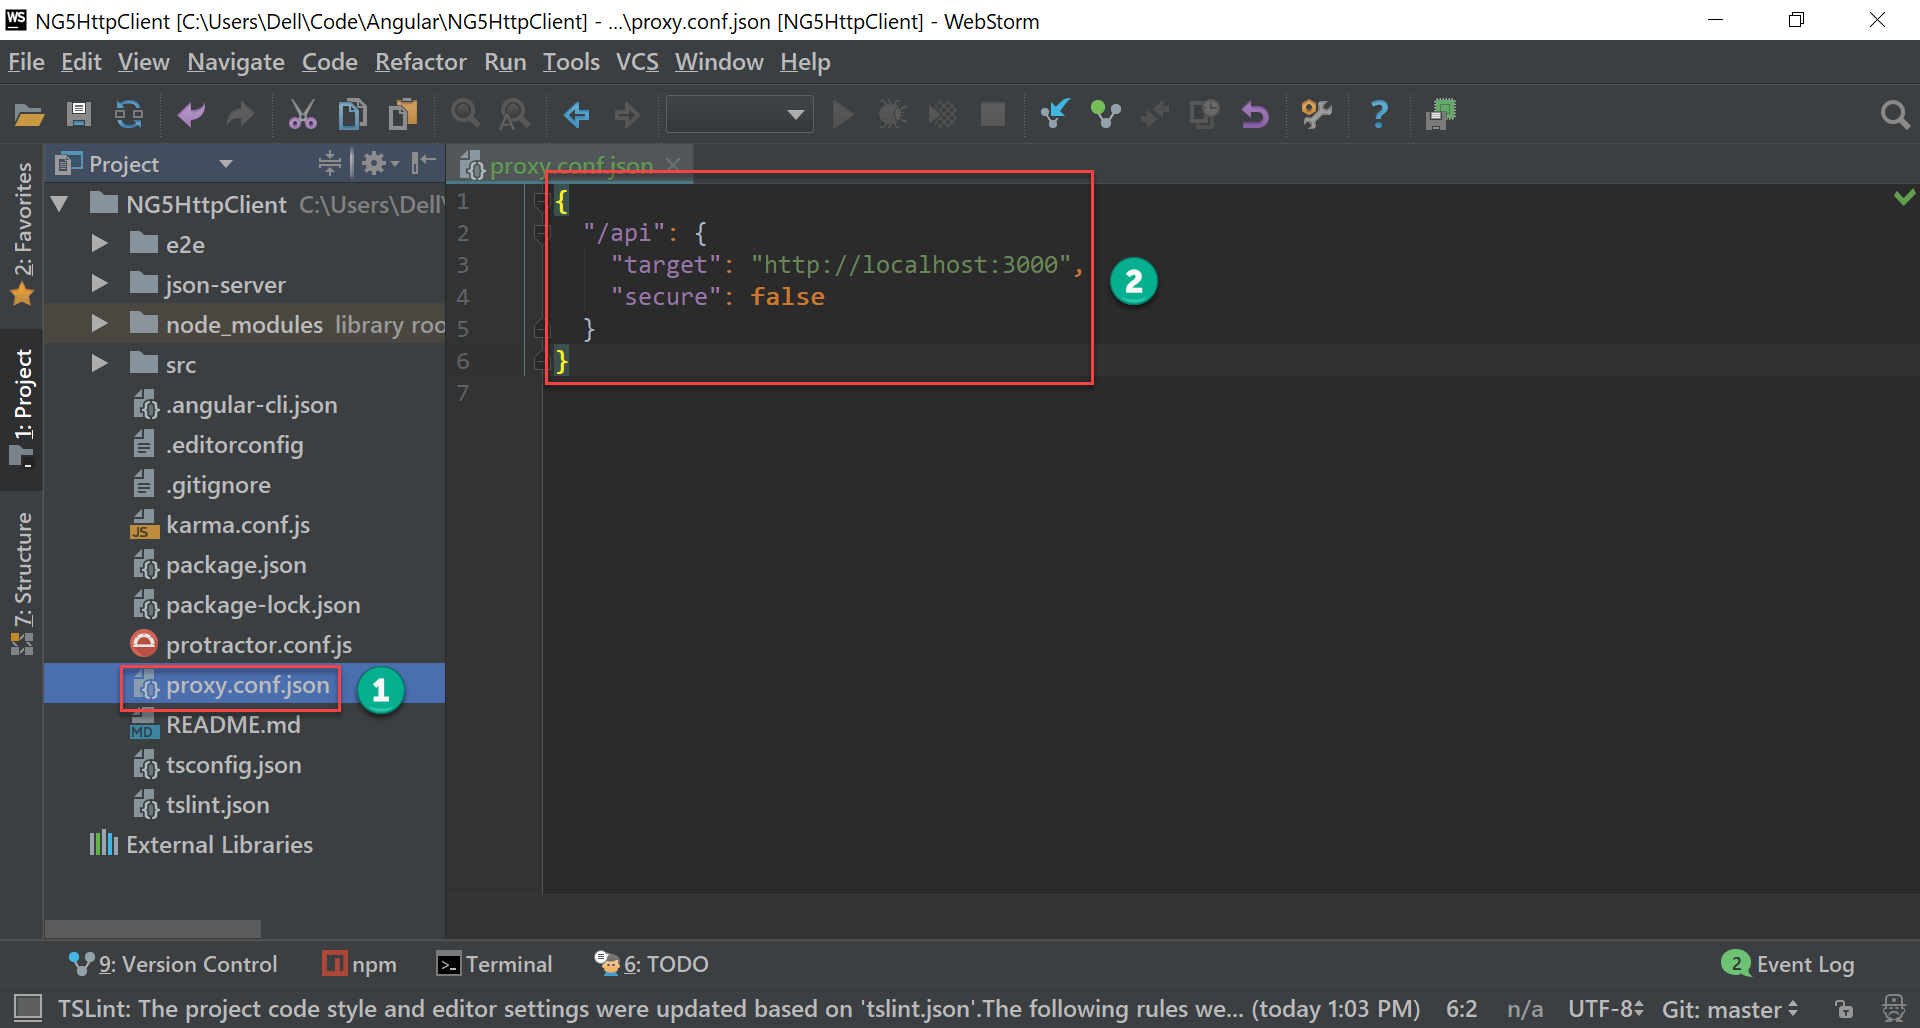 WS NG5HttpClient [C:\Users\Dell\Code\Angular\NG5HttpClient] - ...\proxy.conf.json [NG5HttpClient] - WebStorm
File Edit View Navigate Code Refactor Run Tools VCS Window Help
Project
proxy.conf.json
2: Favorites
1: Project
7: Structure
NG5HttpClient C:\Users\Dell\
e2e
json-server
node_modules library roo
src
.angular-cli.json
.editorconfig
.gitignore
JS karma.conf.js
package.json
package-lock.json
protractor.conf.js
proxy.conf.json 1
MD README.md
tsconfig.json
tslint.json
External Libraries
1 {
2 "/api": {
3 "target": "http://localhost:3000",
4 "secure": false
5 }
6 }
7
2
9: Version Control npm Terminal 6: TODO 2 Event Log
TSLint: The project code style and editor settings were updated based on 'tslint.json'.The following rules we... (today 1:03 PM) 6:2 n/a UTF-8 Git: master